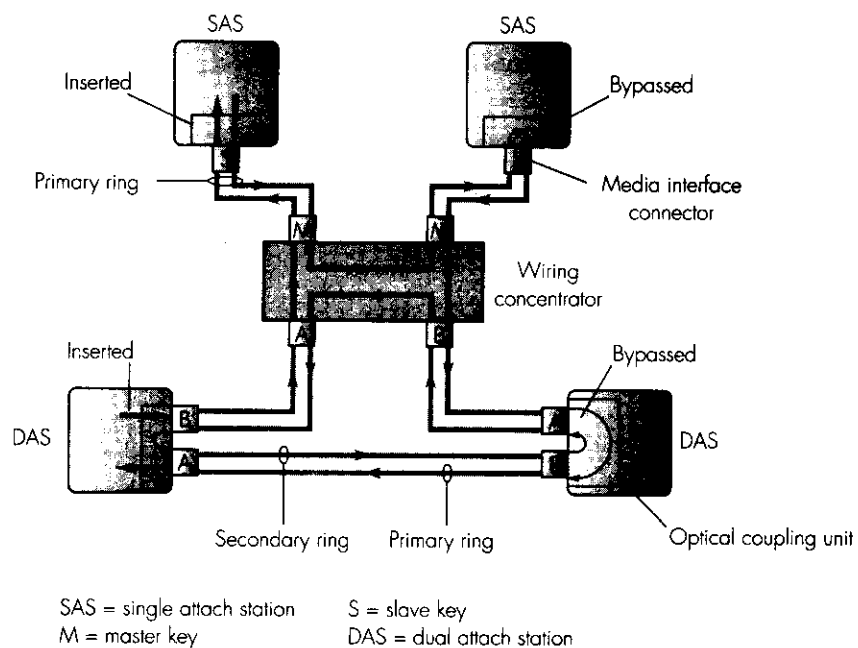 SAS
SAS
Inserted
Bypassed
Primary ring
Media interface
connector
Wiring
concentrator
A
B
Inserted
Bypassed
DAS
B
A
A
DAS
Secondary ring
Primary ring
Optical coupling unit
SAS = single attach station
S = slave key
M = master key
DAS = dual attach station